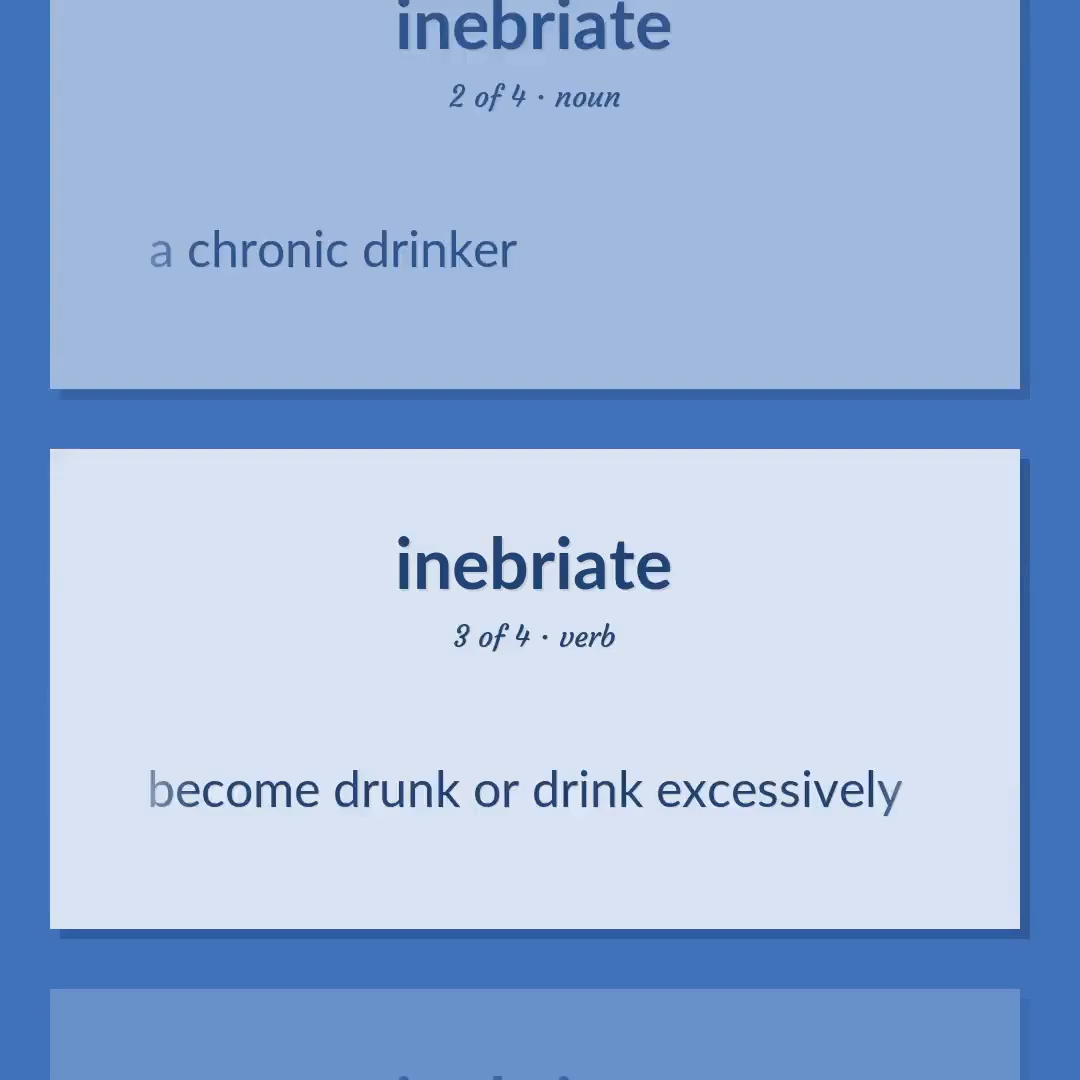 inebriate
2 of 4 · noun
a chronic drinker
inebriate
3 of 4 · verb
become drunk or drink excessively